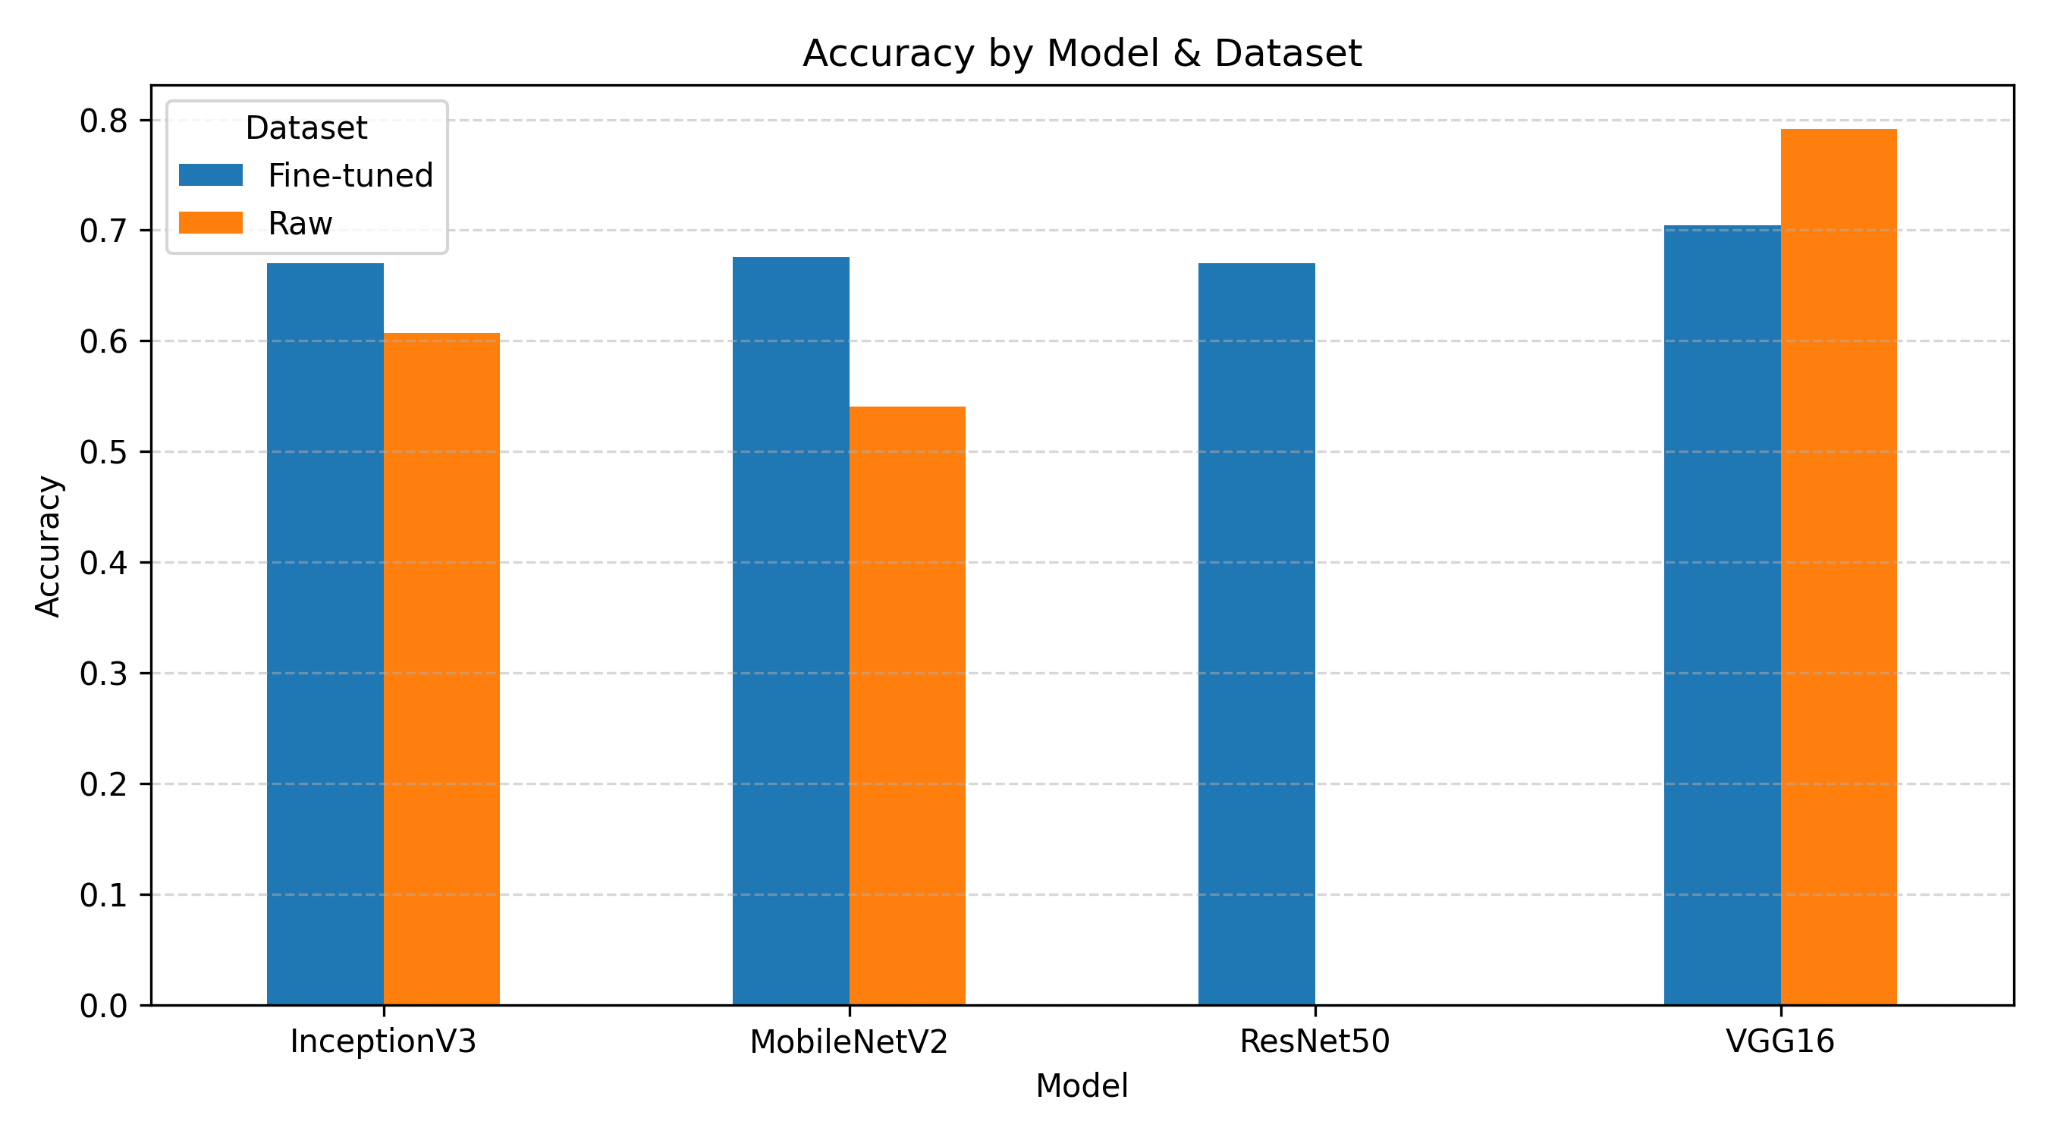 Accuracy by Model & Dataset
Dataset
Fine-tuned
Raw
0.8
0.7
0.6
0.5
0.4
0.3
0.2
0.1
0.0
Accuracy
InceptionV3
MobileNetV2
ResNet50
VGG16
Model